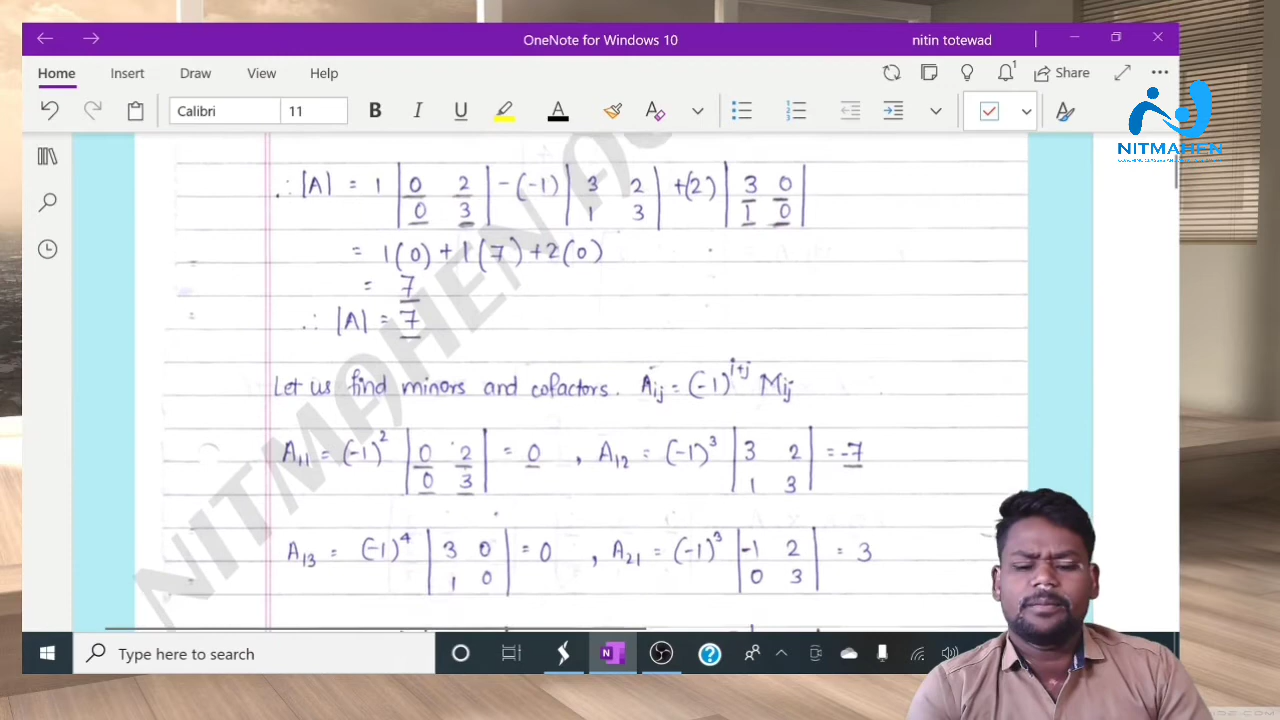 OneNote for Windows 10
nitin totewad
Home Insert Draw View Help
1
Share
Calibri 11 B I U A
NITMAHEN
∴ |A| = 1 | 0 2 | - (-1) | 3 2 | + (2) | 3 0 |
| 0 3 | | 1 3 | | 1 0 |
= 1(0) + 1(7) + 2(0)
= 7
∴ |A| = 7
Let us find minors and cofactors. Aij = (-1)^i+j Mij
A11 = (-1)^2 | 0 2 | = 0 , A12 = (-1)^3 | 3 2 | = -7
| 0 3 | | 1 3 |
A13 = (-1)^4 | 3 0 | = 0 , A21 = (-1)^3 | -1 2 | = 3
| 1 0 | | 0 3 |
Type here to search